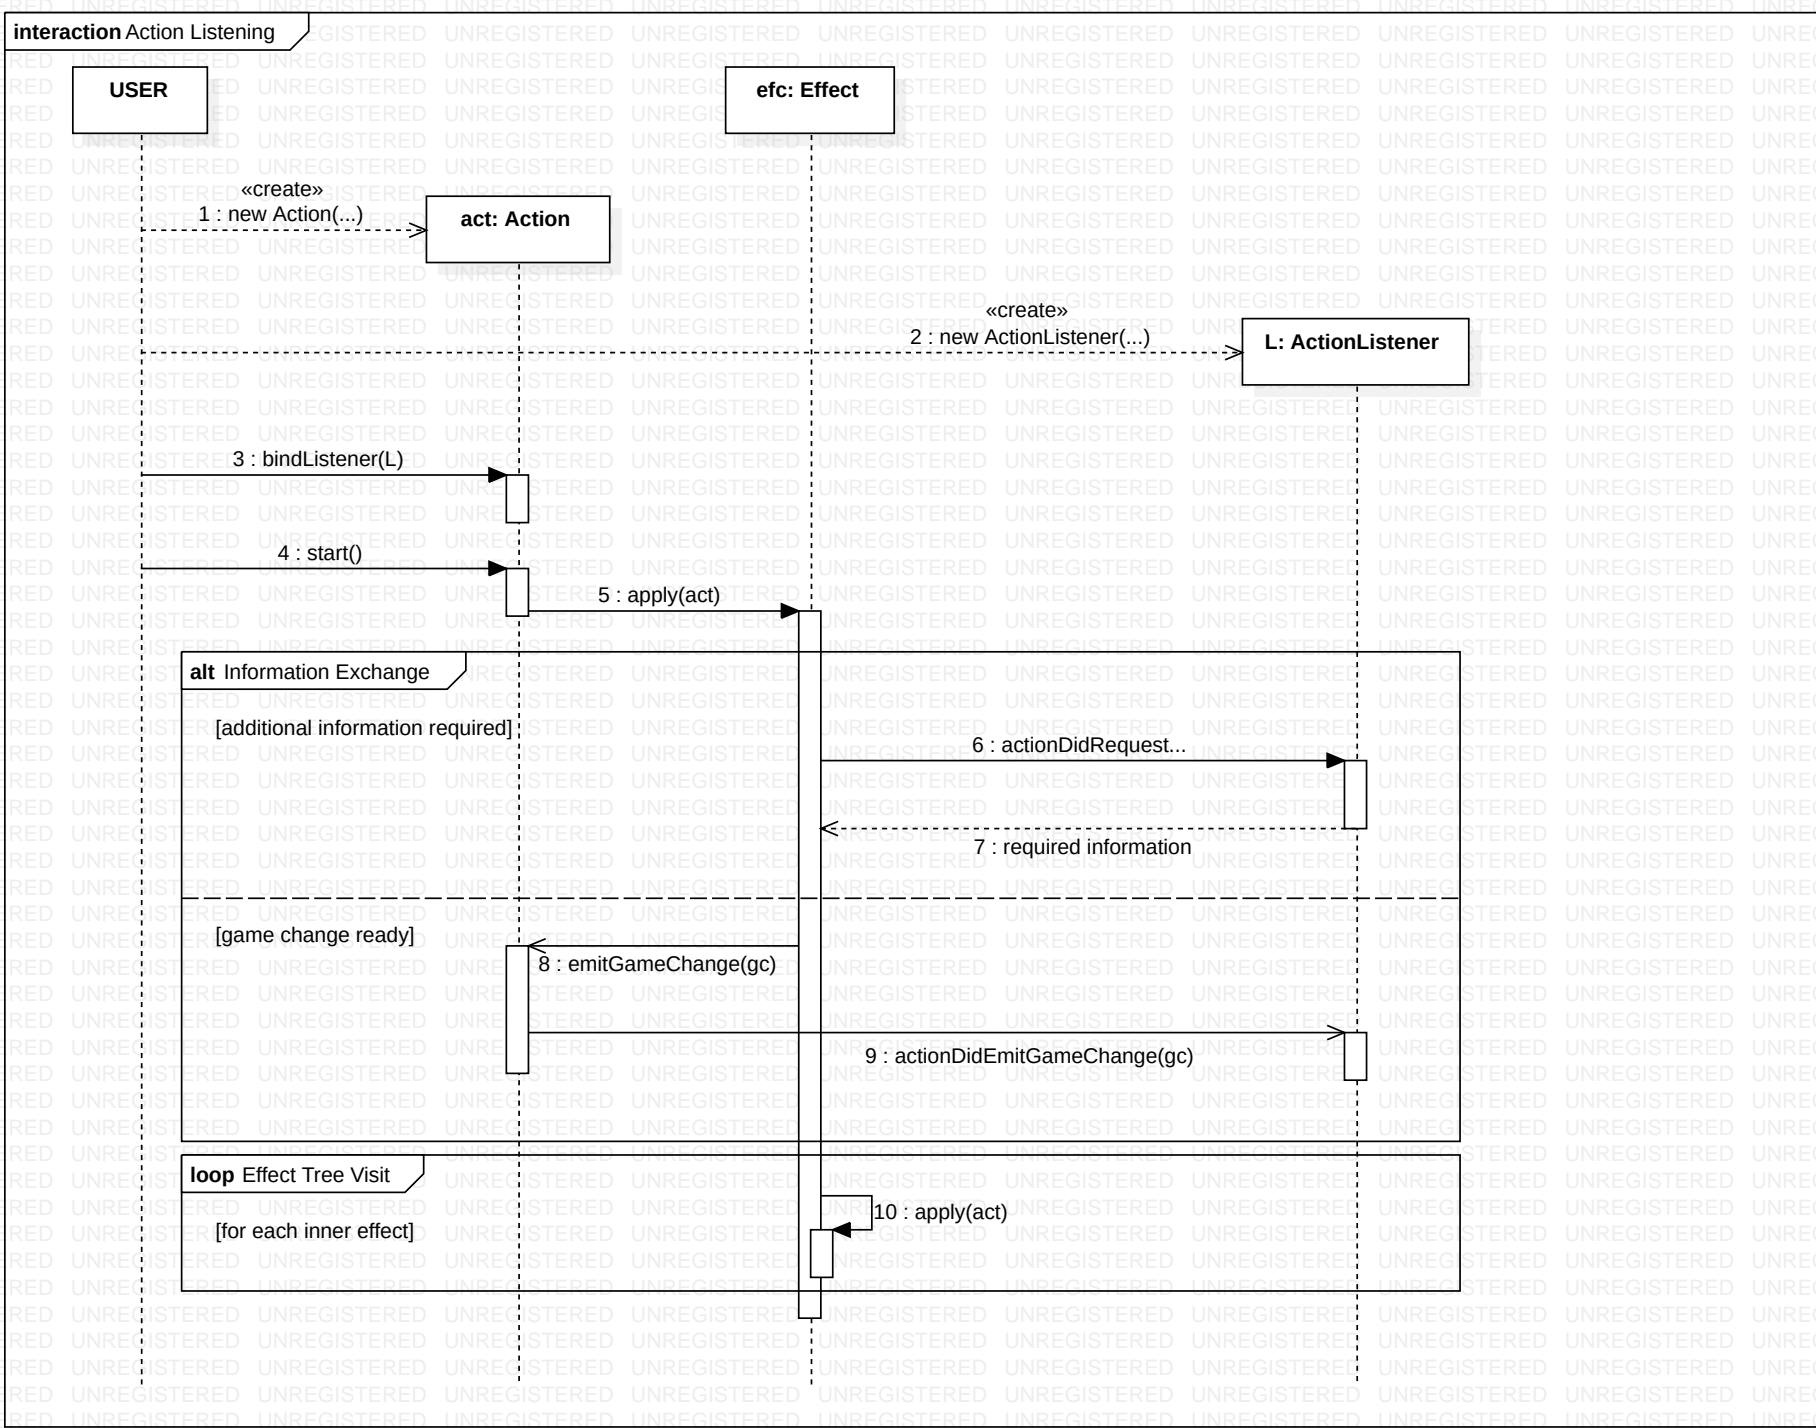 interaction Action Listening
USER
efc: Effect
«create»
1 : new Action(...)
act: Action
«create»
2 : new ActionListener(...)
L: ActionListener
3 : bindListener(L)
4 : start()
5 : apply(act)
alt Information Exchange
[additional information required]
6 : actionDidRequest...
7 : required information
[game change ready]
8 : emitGameChange(gc)
9 : actionDidEmitGameChange(gc)
loop Effect Tree Visit
10 : apply(act)
[for each inner effect]
UNREGISTERED